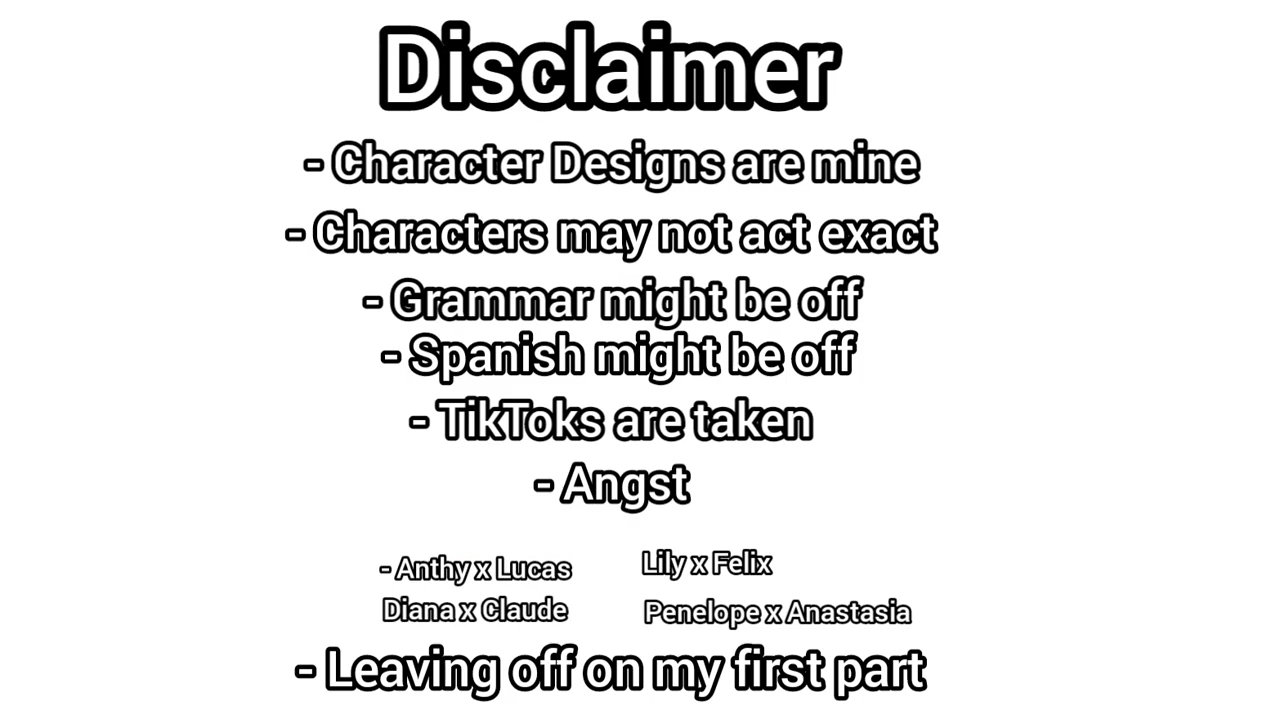 Disclaimer
- Character Designs are mine
- Characters may not act exact
- Grammar might be off
- Spanish might be off
- TikToks are taken
- Angst
- Anthy x Lucas
Lily x Felix
Diana x Claude
Penelope x Anastasia
- Leaving off on my first part